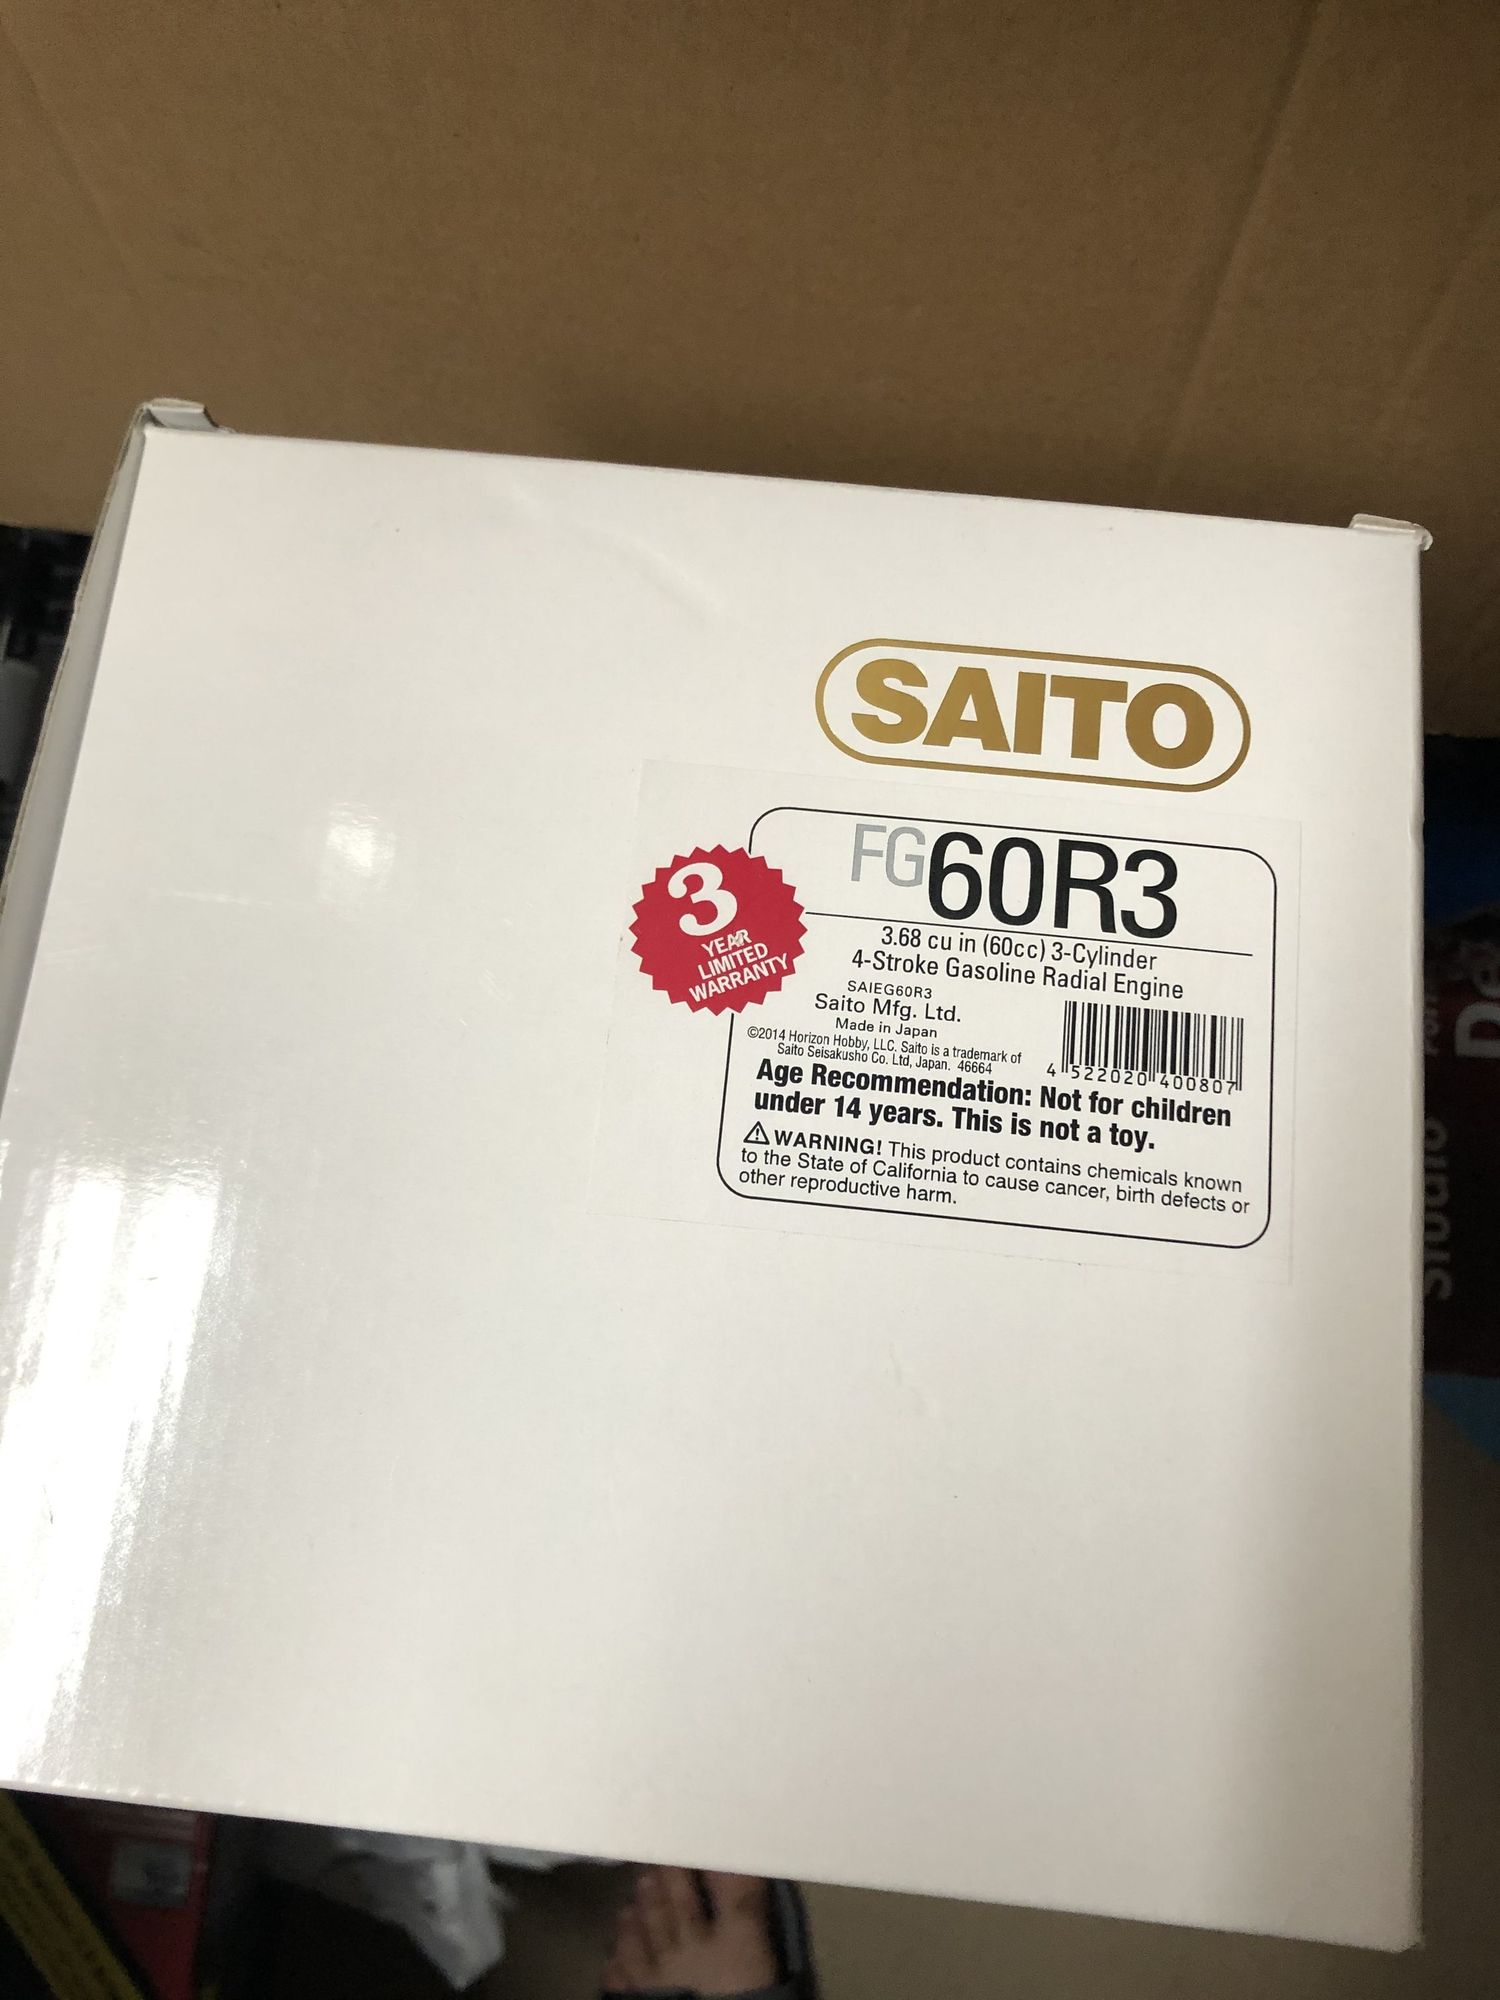 SAITO
FG60R3
3
YEAR
LIMITED
WARRANTY
3.68 cu in (60cc) 3-Cylinder
4-Stroke Gasoline Radial Engine
SAIEG60R3
Saito Mfg. Ltd.
Made in Japan
©2014 Horizon Hobby, LLC. Saito is a trademark of
Saito Seisakusho Co. Ltd, Japan. 46664
4 522020 400807
Age Recommendation: Not for children
under 14 years. This is not a toy.
WARNING! This product contains chemicals known
to the State of California to cause cancer, birth defects or
other reproductive harm.
Studio